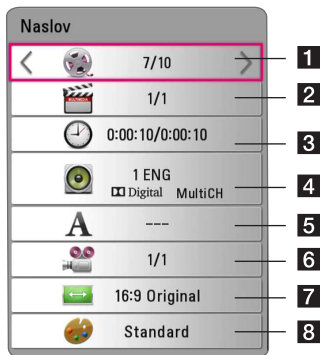 Naslov
7/10 1
1/1 2
0:00:10/0:00:10 3
1 ENG
Digital MultiCH 4
A --- 5
1/1 6
16:9 Original 7
Standard 8